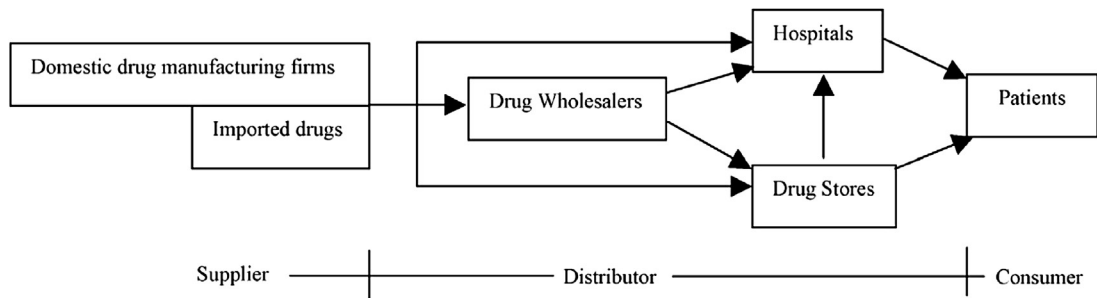 Hospitals
Domestic drug manufacturing firms
Drug Wholesalers
Patients
Imported drugs
Drug Stores
Supplier
Distributor
Consumer